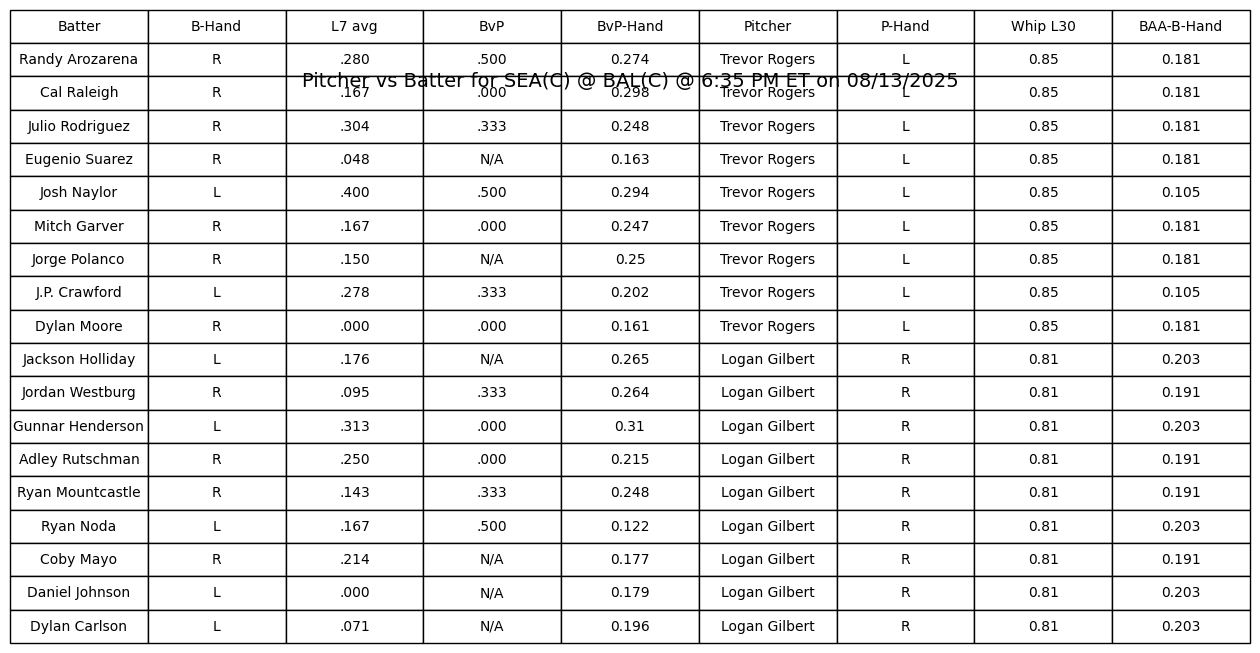 Batter B-Hand L7 avg BvP BvP-Hand Pitcher P-Hand Whip L30 BAA-B-Hand
Randy Arozarena R .280 .500 0.274 Trevor Rogers L 0.85 0.181
Pitcher vs Batter for SEA(C) @ BAL(C) @ 6:35 PM ET on 08/13/2025
Cal Raleigh R .167 .000 0.298 Trevor Rogers L 0.85 0.181
Julio Rodriguez R .304 .333 0.248 Trevor Rogers L 0.85 0.181
Eugenio Suarez R .048 N/A 0.163 Trevor Rogers L 0.85 0.181
Josh Naylor L .400 .500 0.294 Trevor Rogers L 0.85 0.105
Mitch Garver R .167 .000 0.247 Trevor Rogers L 0.85 0.181
Jorge Polanco R .150 N/A 0.25 Trevor Rogers L 0.85 0.181
J.P. Crawford L .278 .333 0.202 Trevor Rogers L 0.85 0.105
Dylan Moore R .000 .000 0.161 Trevor Rogers L 0.85 0.181
Jackson Holliday L .176 N/A 0.265 Logan Gilbert R 0.81 0.203
Jordan Westburg R .095 .333 0.264 Logan Gilbert R 0.81 0.191
Gunnar Henderson L .313 .000 0.31 Logan Gilbert R 0.81 0.203
Adley Rutschman R .250 .000 0.215 Logan Gilbert R 0.81 0.191
Ryan Mountcastle R .143 .333 0.248 Logan Gilbert R 0.81 0.191
Ryan Noda L .167 .500 0.122 Logan Gilbert R 0.81 0.203
Coby Mayo R .214 N/A 0.177 Logan Gilbert R 0.81 0.191
Daniel Johnson L .000 N/A 0.179 Logan Gilbert R 0.81 0.203
Dylan Carlson L .071 N/A 0.196 Logan Gilbert R 0.81 0.203